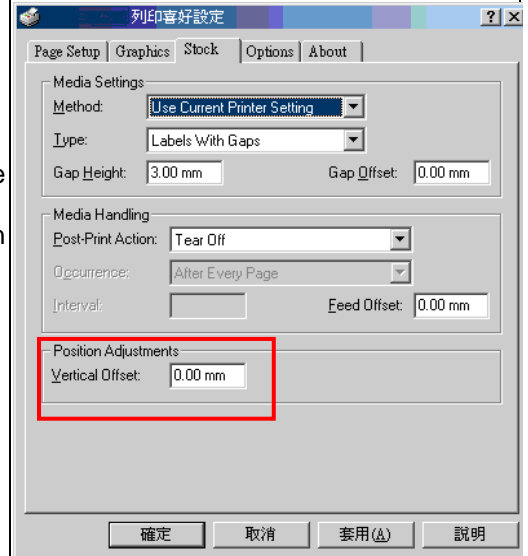 列印喜好設定
Page Setup Graphics Stock Options About
Media Settings
Method: Use Current Printer Setting
Type: Labels With Gaps
Gap Height: 3.00 mm Gap Offset: 0.00 mm
Media Handling
Post-Print Action: Tear Off
Occurrence: After Every Page
Interval: Feed Offset: 0.00 mm
Position Adjustments
Vertical Offset: 0.00 mm
確定 取消 套用(A) 說明